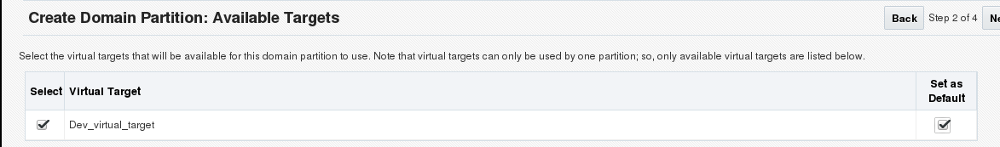 Create Domain Partition: Available Targets
Back Step 2 of 4
Select the virtual targets that will be available for this domain partition to use. Note that virtual targets can only be used by one partition; so, only available virtual targets are listed below.
Select Virtual Target Set as
Default
Dev_virtual_target